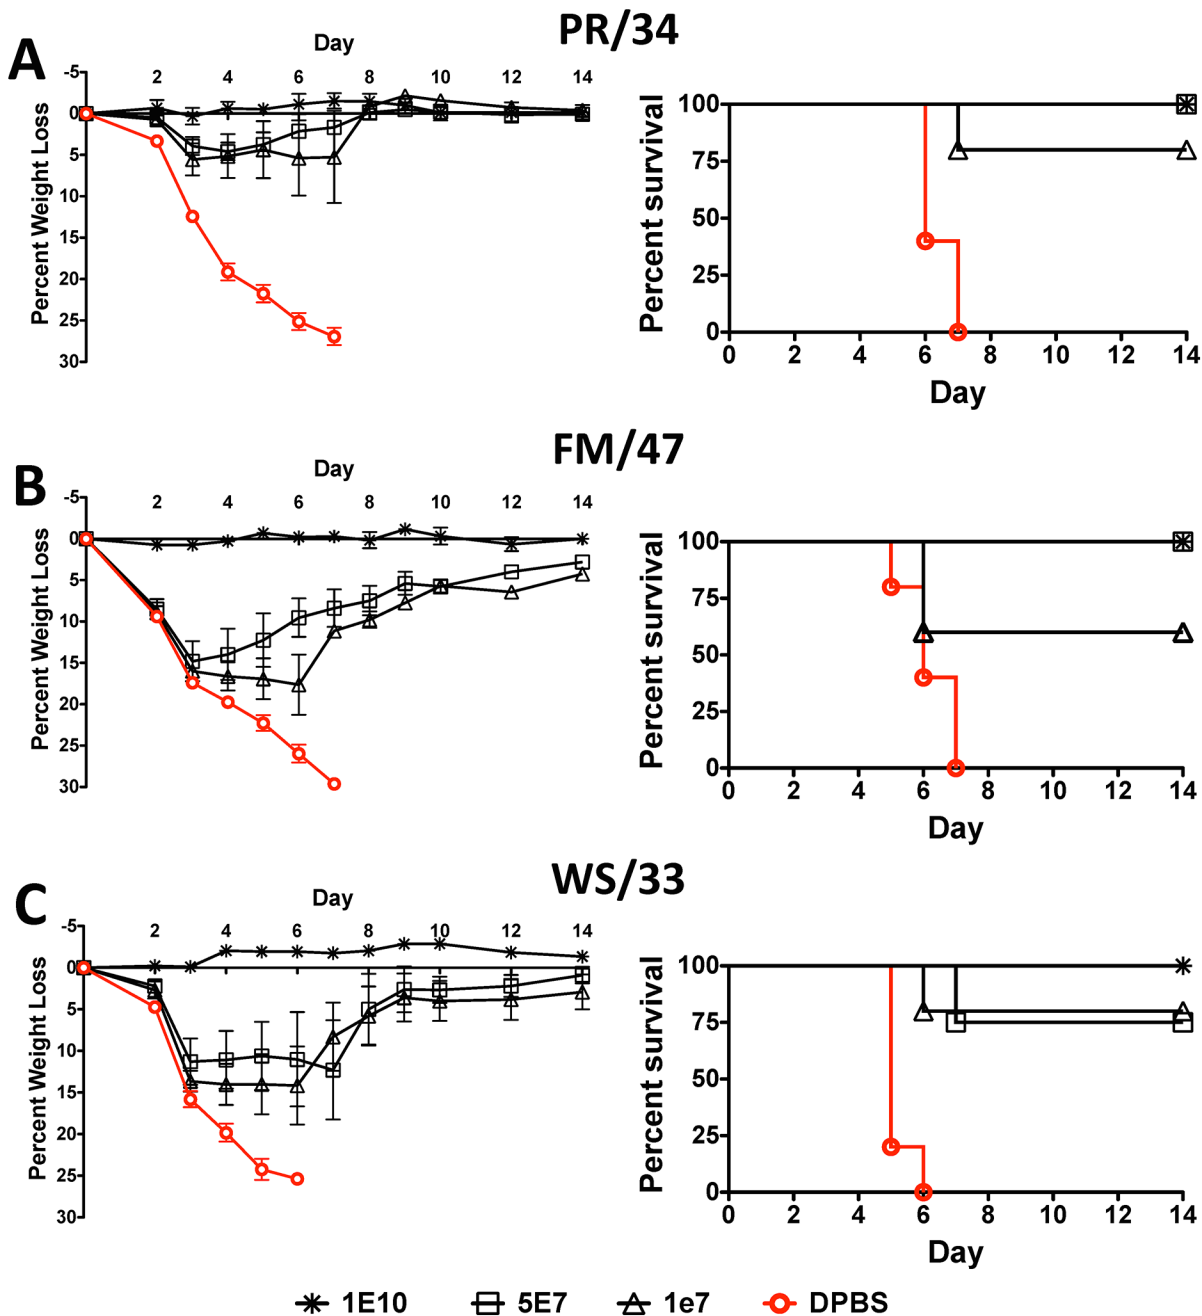 PR/34
A
Day
-5 0 5 10 15 20 25 30
2 4 6 8 10 12 14
Percent Weight Loss
100 75 50 25 0
Percent survival
0 2 4 6 8 10 12 14
Day
FM/47
B
Day
-5 0 5 10 15 20 25 30
2 4 6 8 10 12 14
Percent Weight Loss
100 75 50 25 0
Percent survival
0 2 4 6 8 10 12 14
Day
WS/33
C
Day
-5 0 5 10 15 20 25 30
2 4 6 8 10 12 14
Percent Weight Loss
100 75 50 25 0
Percent survival
0 2 4 6 8 10 12 14
Day
1E10 5E7 1e7 DPBS